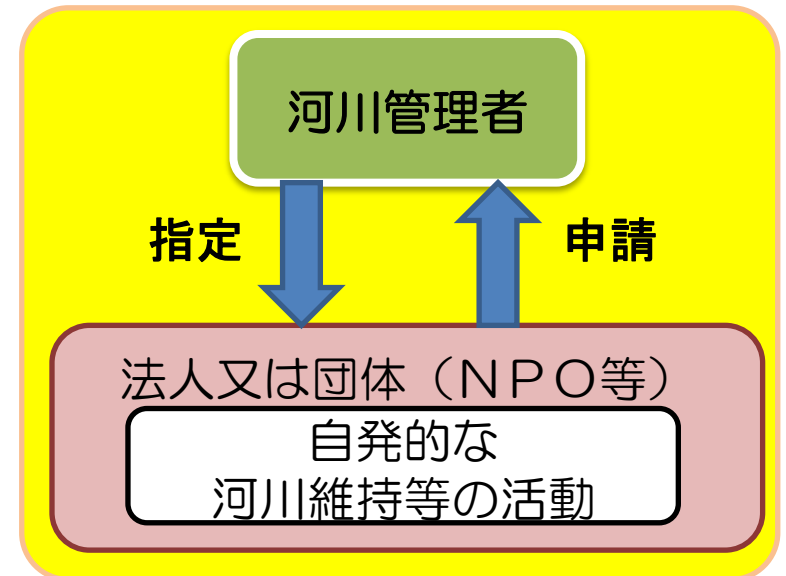 河川管理者
指定
申請
法人又は団体（ＮＰＯ等）
自発的な
河川維持等の活動